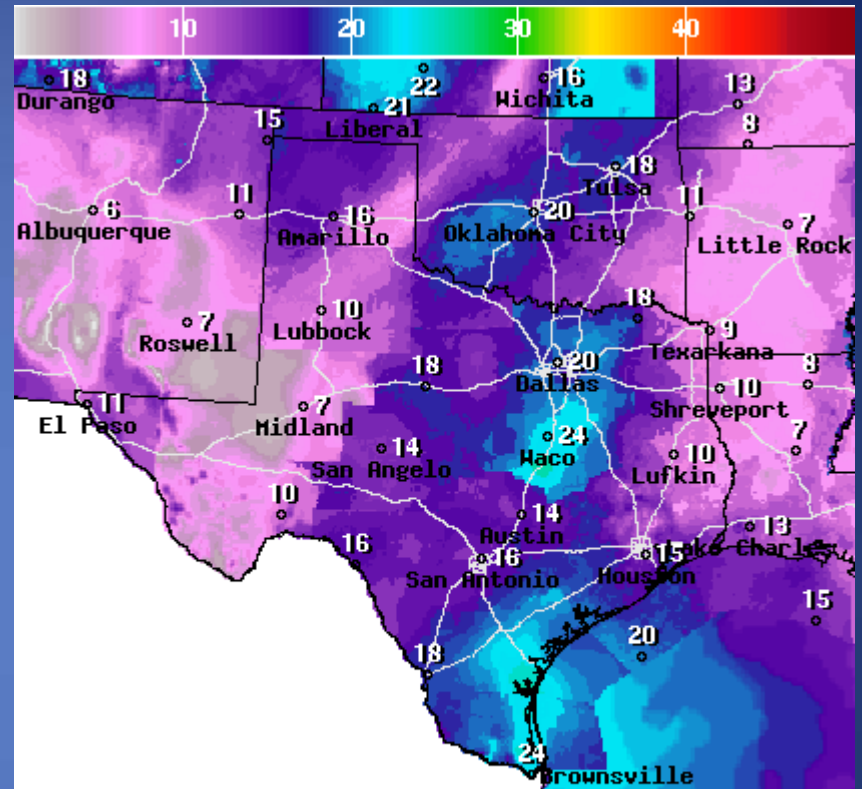 10 20 30 40
18 22 16 13
Durango 21 Wichita
Liberal
15 8
18
Tulsa
6 11 16 20 11 7
Albuquerque Amarillo Oklahoma City Little Rock
7 10 18 9
Roswell Lubbock Texarkana
18 20 8
11 7 Dallas 10
El Paso Midland Shreveport
14 24 10 7
San Angelo Waco Lufkin
10 14 13
Austin
16 16 15 Lake Charle
San Antonio Houston
15
18 20
24
Brownsville